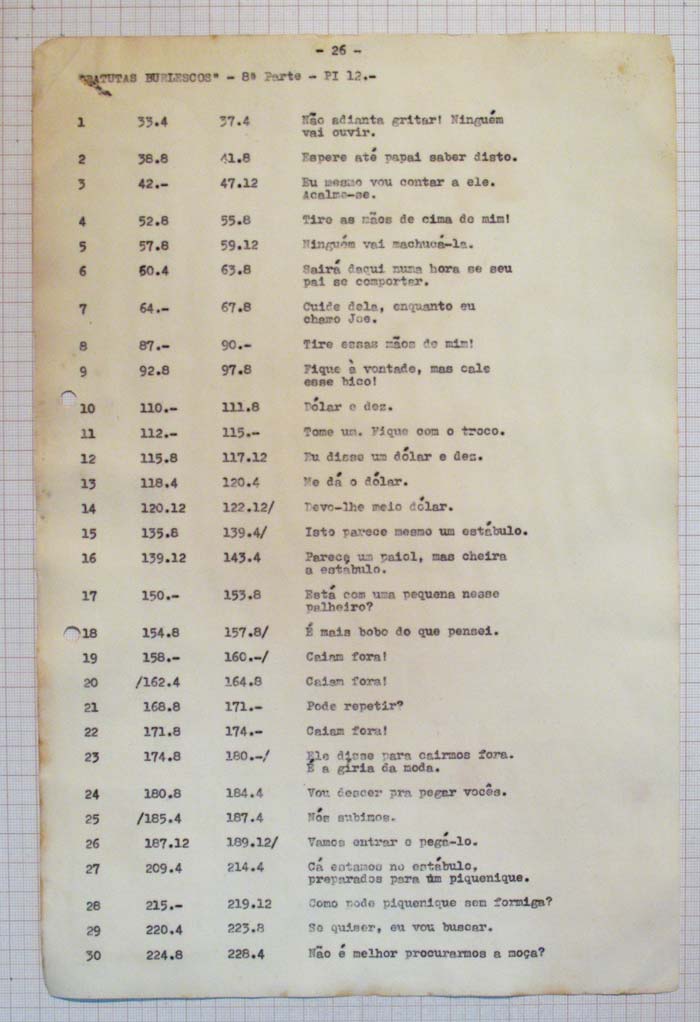 - 26 -
"BATUTAS BURLESCOS" - 8ª Parte - PI 12.-
1 33.4 37.4 Não adianta gritar! Ninguém
vai ouvir.
2 38.8 41.8 Espere até papai saber disto.
3 42.- 47.12 Eu mesmo vou contar a ele.
Acalme-se.
4 52.8 55.8 Tire as mãos de cima de mim!
5 57.8 59.12 Ninguém vai machucá-la.
6 60.4 63.8 Sairá daqui numa hora se seu
pai se comportar.
7 64.- 67.8 Cuide dela, enquanto eu
chamo Joe.
8 87.- 90.- Tire essas mãos de mim!
9 92.8 97.8 Fique à vontade, mas cale
esse bico!
10 110.- 111.8 Dólar e dez.
11 112.- 115.- Tome um. Fique com o troco.
12 115.8 117.12 Eu disse um dólar e dez.
13 118.4 120.4 Me dá o dólar.
14 120.12 122.12/ Devo-lhe meio dólar.
15 135.8 139.4/ Isto parece mesmo um estábulo.
16 139.12 143.4 Parece um paiol, mas cheira
a estábulo.
17 150.- 153.8 Está com uma pequena nesse
palheiro?
18 154.8 157.8/ É mais bobo do que pensei.
19 158.- 160.-/ Caiam fora!
20 /162.4 164.8 Caiam fora!
21 168.8 171.- Pode repetir?
22 171.8 174.- Caiam fora!
23 174.8 180.-/ Ele disse para cairmos fora.
É a gíria da moda.
24 180.8 184.4 Vou descer pra pegar vocês.
25 /185.4 187.4 Nós subimos.
26 187.12 189.12/ Vamos entrar e pegá-lo.
27 209.4 214.4 Cá estamos no estábulo,
preparados para um piquenique.
28 215.- 219.12 Como pode piquenique sem formiga?
29 220.4 223.8 Se quiser, eu vou buscar.
30 224.8 228.4 Não é melhor procurarmos a moça?